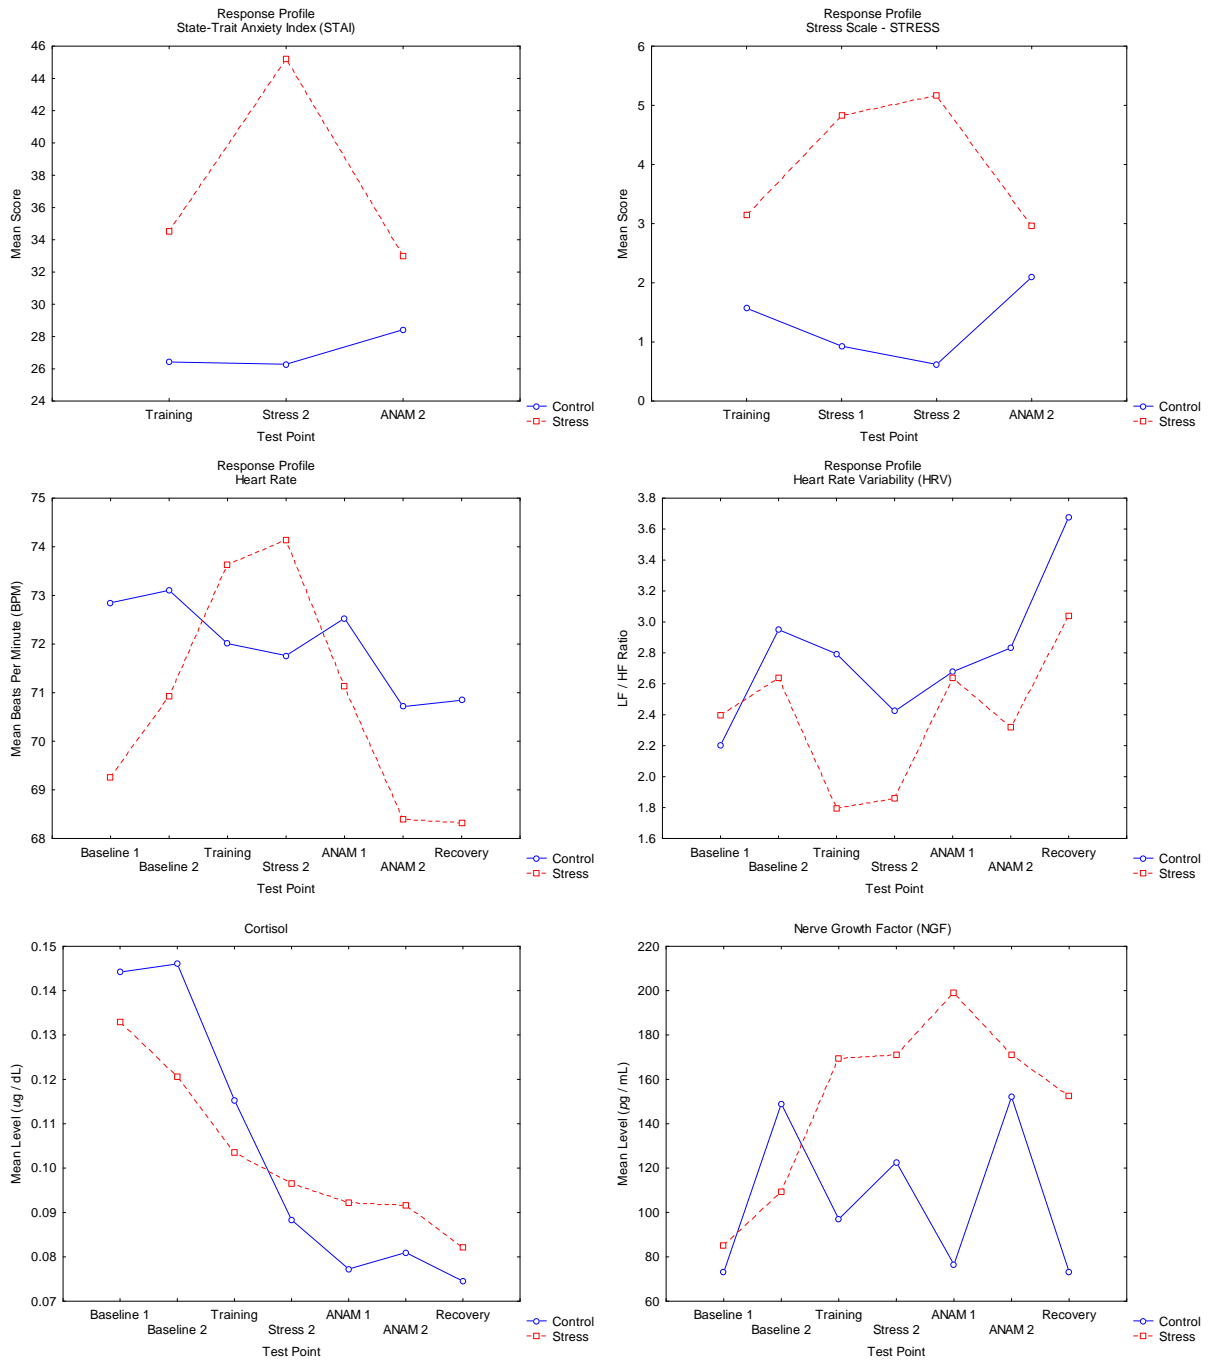 Response Profile
State-Trait Anxiety Index (STAI)
46
44
42
40
38
36
34
32
30
28
26
24
Mean Score
Training Stress 2 ANAM 2
Test Point
Control
Stress
Response Profile
Stress Scale - STRESS
6
5
4
3
2
1
0
Mean Score
Training Stress 1 Stress 2 ANAM 2
Test Point
Control
Stress
Response Profile
Heart Rate
75
74
73
72
71
70
69
68
Mean Beats Per Minute (BPM)
Baseline 1 Training ANAM 1 Recovery
Baseline 2 Stress 2 ANAM 2
Test Point
Control
Stress
Response Profile
Heart Rate Variability (HRV)
3.8
3.6
3.4
3.2
3.0
2.8
2.6
2.4
2.2
2.0
1.8
1.6
LF / HF Ratio
Baseline 1 Training ANAM 1 Recovery
Baseline 2 Stress 2 ANAM 2
Test Point
Control
Stress
Cortisol
0.15
0.14
0.13
0.12
0.11
0.10
0.09
0.08
0.07
Mean Level (ug / dL)
Baseline 1 Training ANAM 1 Recovery
Baseline 2 Stress 2 ANAM 2
Test Point
Control
Stress
Nerve Growth Factor (NGF)
220
200
180
160
140
120
100
80
60
Mean Level (pg / mL)
Baseline 1 Training ANAM 1 Recovery
Baseline 2 Stress 2 ANAM 2
Test Point
Control
Stress